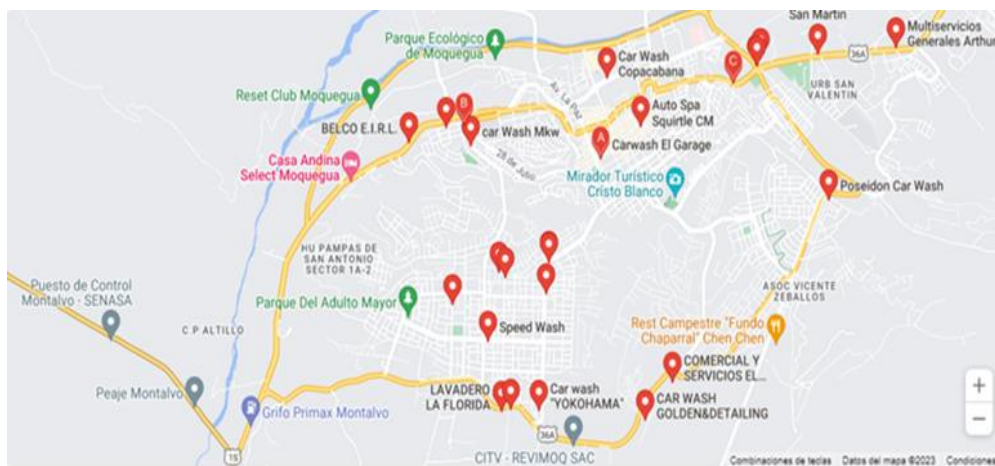 San Martin
Multiservicios
Generales Arthur
Parque Ecológico
de Moquegua
Car Wash
Copacabana
36A
C
URB SAN
VALENTIN
Reset Club Moquegua
Av. La Paz
B
Auto Spa
Squirtle CM
BELCO E.I.R.L.
car Wash Mkw
A
Carwash El Garage
28 de Julio
Casa Andina
Select Moquegua
Mirador Turístico
Cristo Blanco
Poseidon Car Wash
HU PAMPAS DE
SAN ANTONIO
SECTOR 1A-2
Puesto de Control
Montalvo - SENASA
ASOC VICENTE
ZEBALLOS
Parque Del Adulto Mayor
C.P ALTILLO
Speed Wash
Rest Campestre "Fundo
Chaparral" Chen Chen
COMERCIAL Y
SERVICIOS EL...
Peaje Montalvo
LAVADERO
LA FLORIDA
Car wash
"YOKOHAMA"
CAR WASH
GOLDEN&DETAILING
Grifo Primax Montalvo
36A
1S
CITV - REVIMOQ SAC
Combinaciones de teclas Datos del mapa ©2023 Condiciones